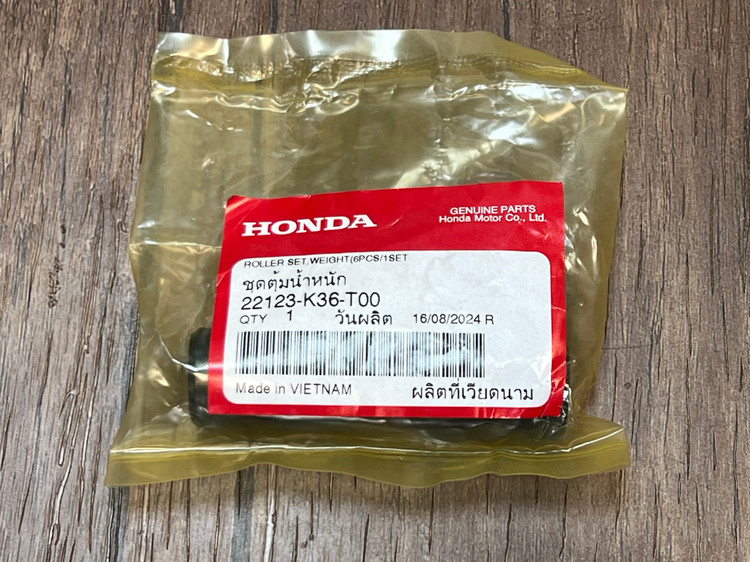 HONDA
GENUINE PARTS
Honda Motor Co., Ltd.
ROLLER SET,WEIGHT(6PCS/1SET
ชุดตุ้มน้ำหนัก
22123-K36-T00
QTY 1 วันผลิต 16/08/2024 R
Made in VIETNAM ผลิตที่เวียดนาม